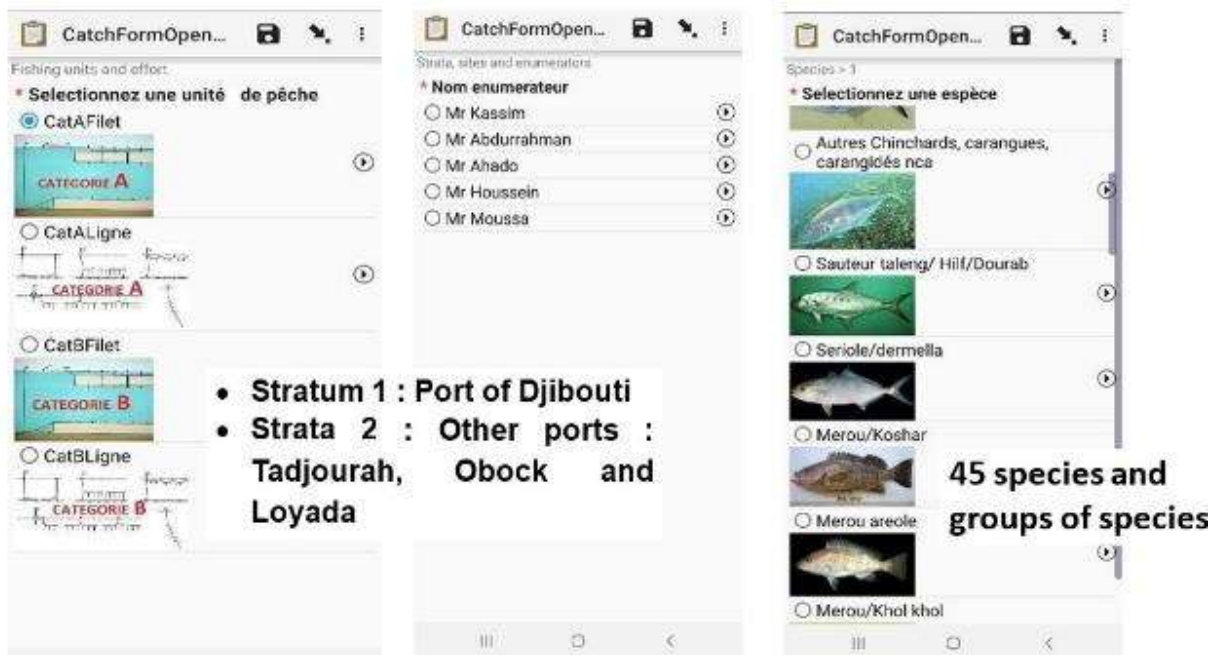 CatchFormOpen...
Fishing units and effort
* Selectionnez une unité de pêche
CatAFilet
CATEGORIE A
CatALigne
CATEGORIE A
CatBFilet
CATEGORIE B
CatBLigne
CATEGORIE B
CatchFormOpen...
Strata, sites and enumerators
* Nom enumerateur
Mr Kassim
Mr Abdurrahman
Mr Ahado
Mr Houssein
Mr Moussa
• Stratum 1 : Port of Djibouti
• Strata 2 : Other ports :
Tadjourah, Obock and
Loyada
CatchFormOpen...
Species > 1
* Selectionnez une espèce
Autres Chinchards, carangues,
carangidés nca
Sauteur taleng/ Hilf/Dourab
Seriole/dermella
Merou/Koshar
Merou areole
Merou/Khol khol
45 species and
groups of species